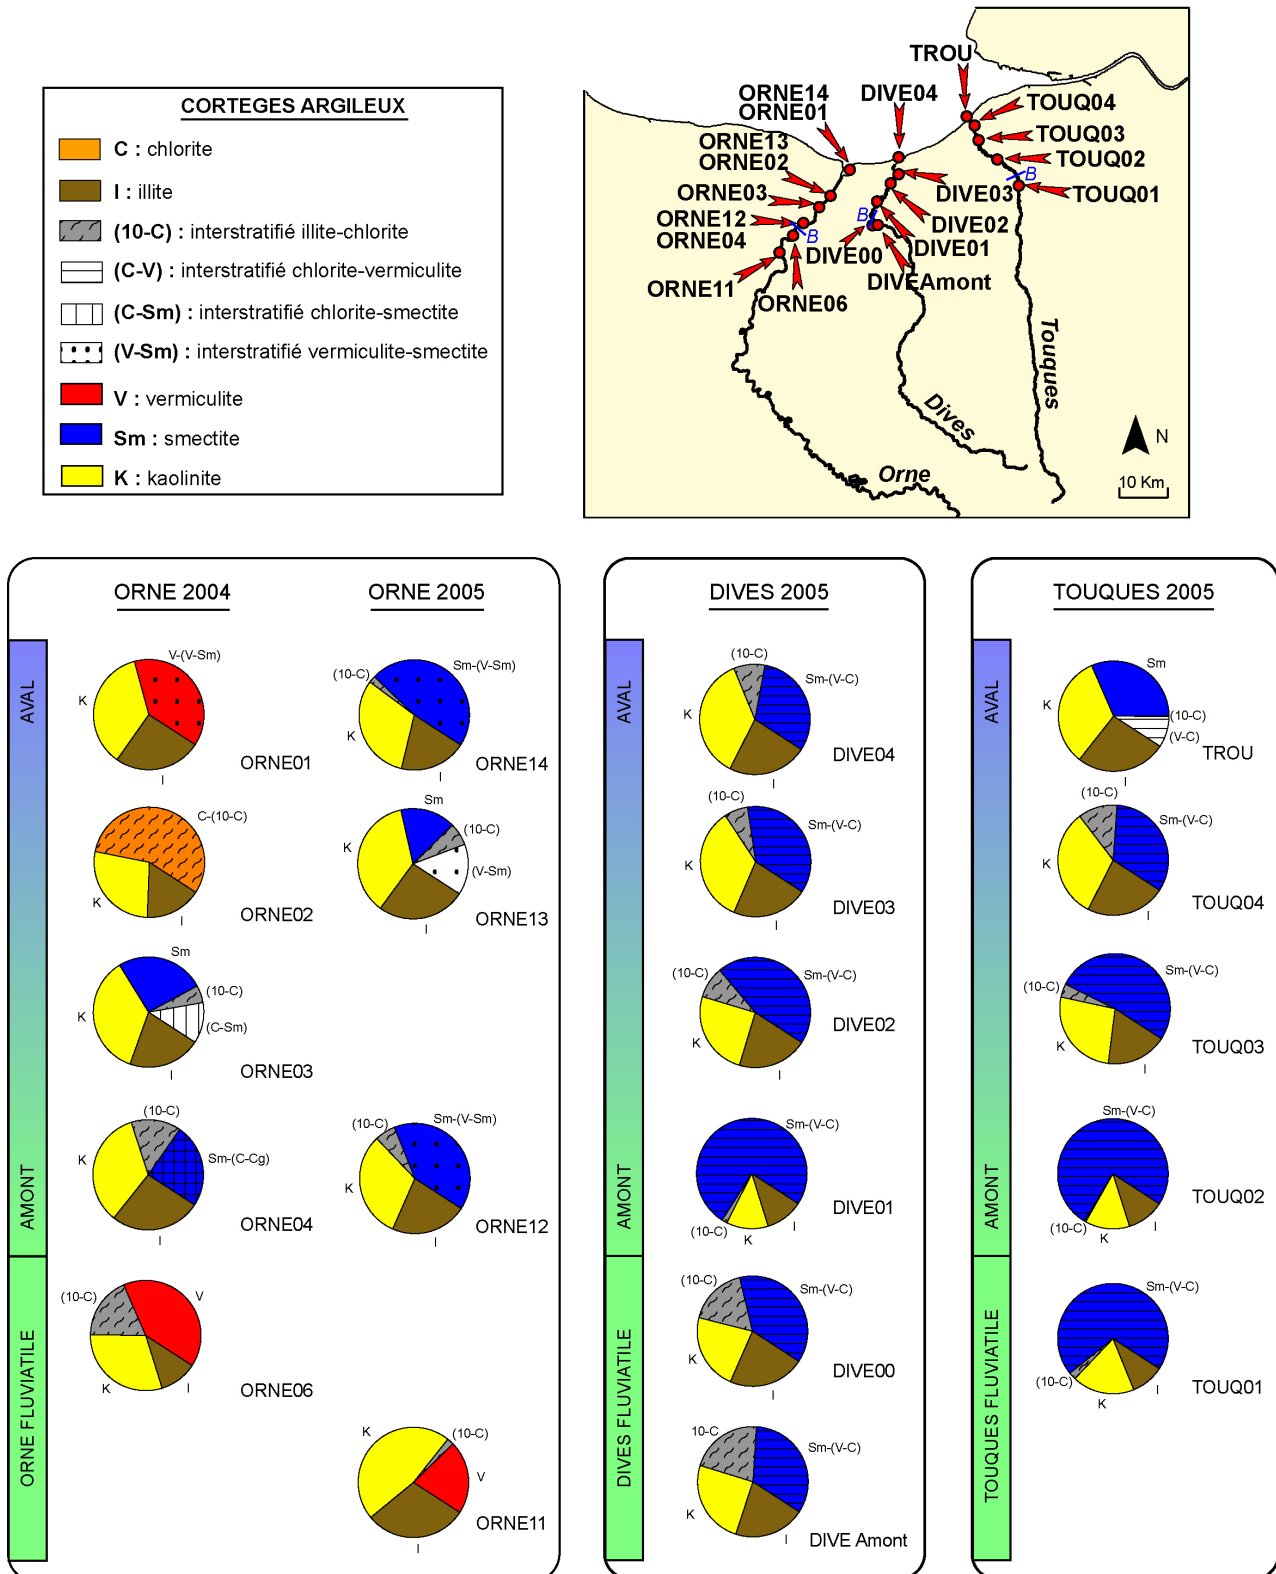 CORTEGES ARGILEUX
C : chlorite
I : illite
(10-C) : interstratifié illite-chlorite
(C-V) : interstratifié chlorite-vermiculite
(C-Sm) : interstratifié chlorite-smectite
(V-Sm) : interstratifié vermiculite-smectite
V : vermiculite
Sm : smectite
K : kaolinite
TROU
ORNE14
ORNE01
DIVE04
TOUQ04
TOUQ03
TOUQ02
TOUQ01
ORNE13
ORNE02
ORNE03
ORNE12
ORNE04
ORNE11
ORNE06
B
DIVE00
B
DIVE03
DIVE02
DIVE01
DIVEAmont
B
Touques
Dives
Orne
N
10 Km
ORNE 2004
ORNE 2005
AVAL
AMONT
ORNE FLUVIATILE
V-(V-Sm)
K
I
ORNE01
C-(10-C)
K
I
ORNE02
Sm
(10-C)
(C-Sm)
K
I
ORNE03
(10-C)
Sm-(C-Cg)
K
I
ORNE04
(10-C)
V
K
I
ORNE06
Sm-(V-Sm)
(10-C)
K
I
ORNE14
Sm
(10-C)
(V-Sm)
K
I
ORNE13
(10-C)
Sm-(V-Sm)
K
I
ORNE12
K
(10-C)
V
I
ORNE11
DIVES 2005
AVAL
AMONT
DIVES FLUVIATILE
(10-C)
Sm-(V-C)
K
I
DIVE04
(10-C)
Sm-(V-C)
K
I
DIVE03
(10-C)
Sm-(V-C)
K
I
DIVE02
Sm-(V-C)
(10-C)
K
I
DIVE01
(10-C)
Sm-(V-C)
K
I
DIVE00
10-C
Sm-(V-C)
K
I
DIVE Amont
TOUQUES 2005
AVAL
AMONT
TOUQUES FLUVIATILE
Sm
(10-C)
(V-C)
K
I
TROU
(10-C)
Sm-(V-C)
K
I
TOUQ04
Sm-(V-C)
(10-C)
K
I
TOUQ03
Sm-(V-C)
(10-C)
K
I
TOUQ02
Sm-(V-C)
(10-C)
K
I
TOUQ01